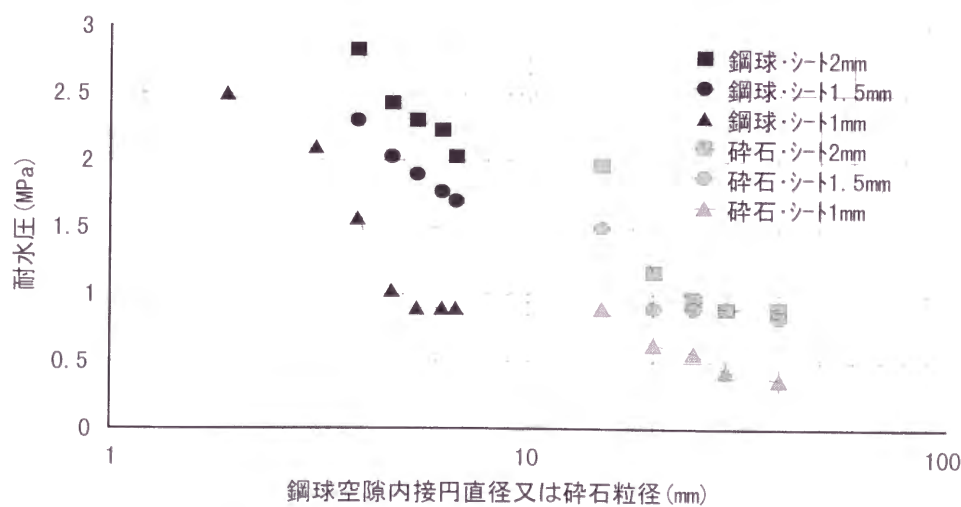 3
2.5
2
1.5
1
0.5
0
耐水圧(MPa)
鋼球・シート2mm
鋼球・シート1.5mm
鋼球・シート1mm
砕石・シート2mm
砕石・シート1.5mm
砕石・シート1mm
1
10
100
鋼球空隙内接円直径又は砕石粒径(mm)